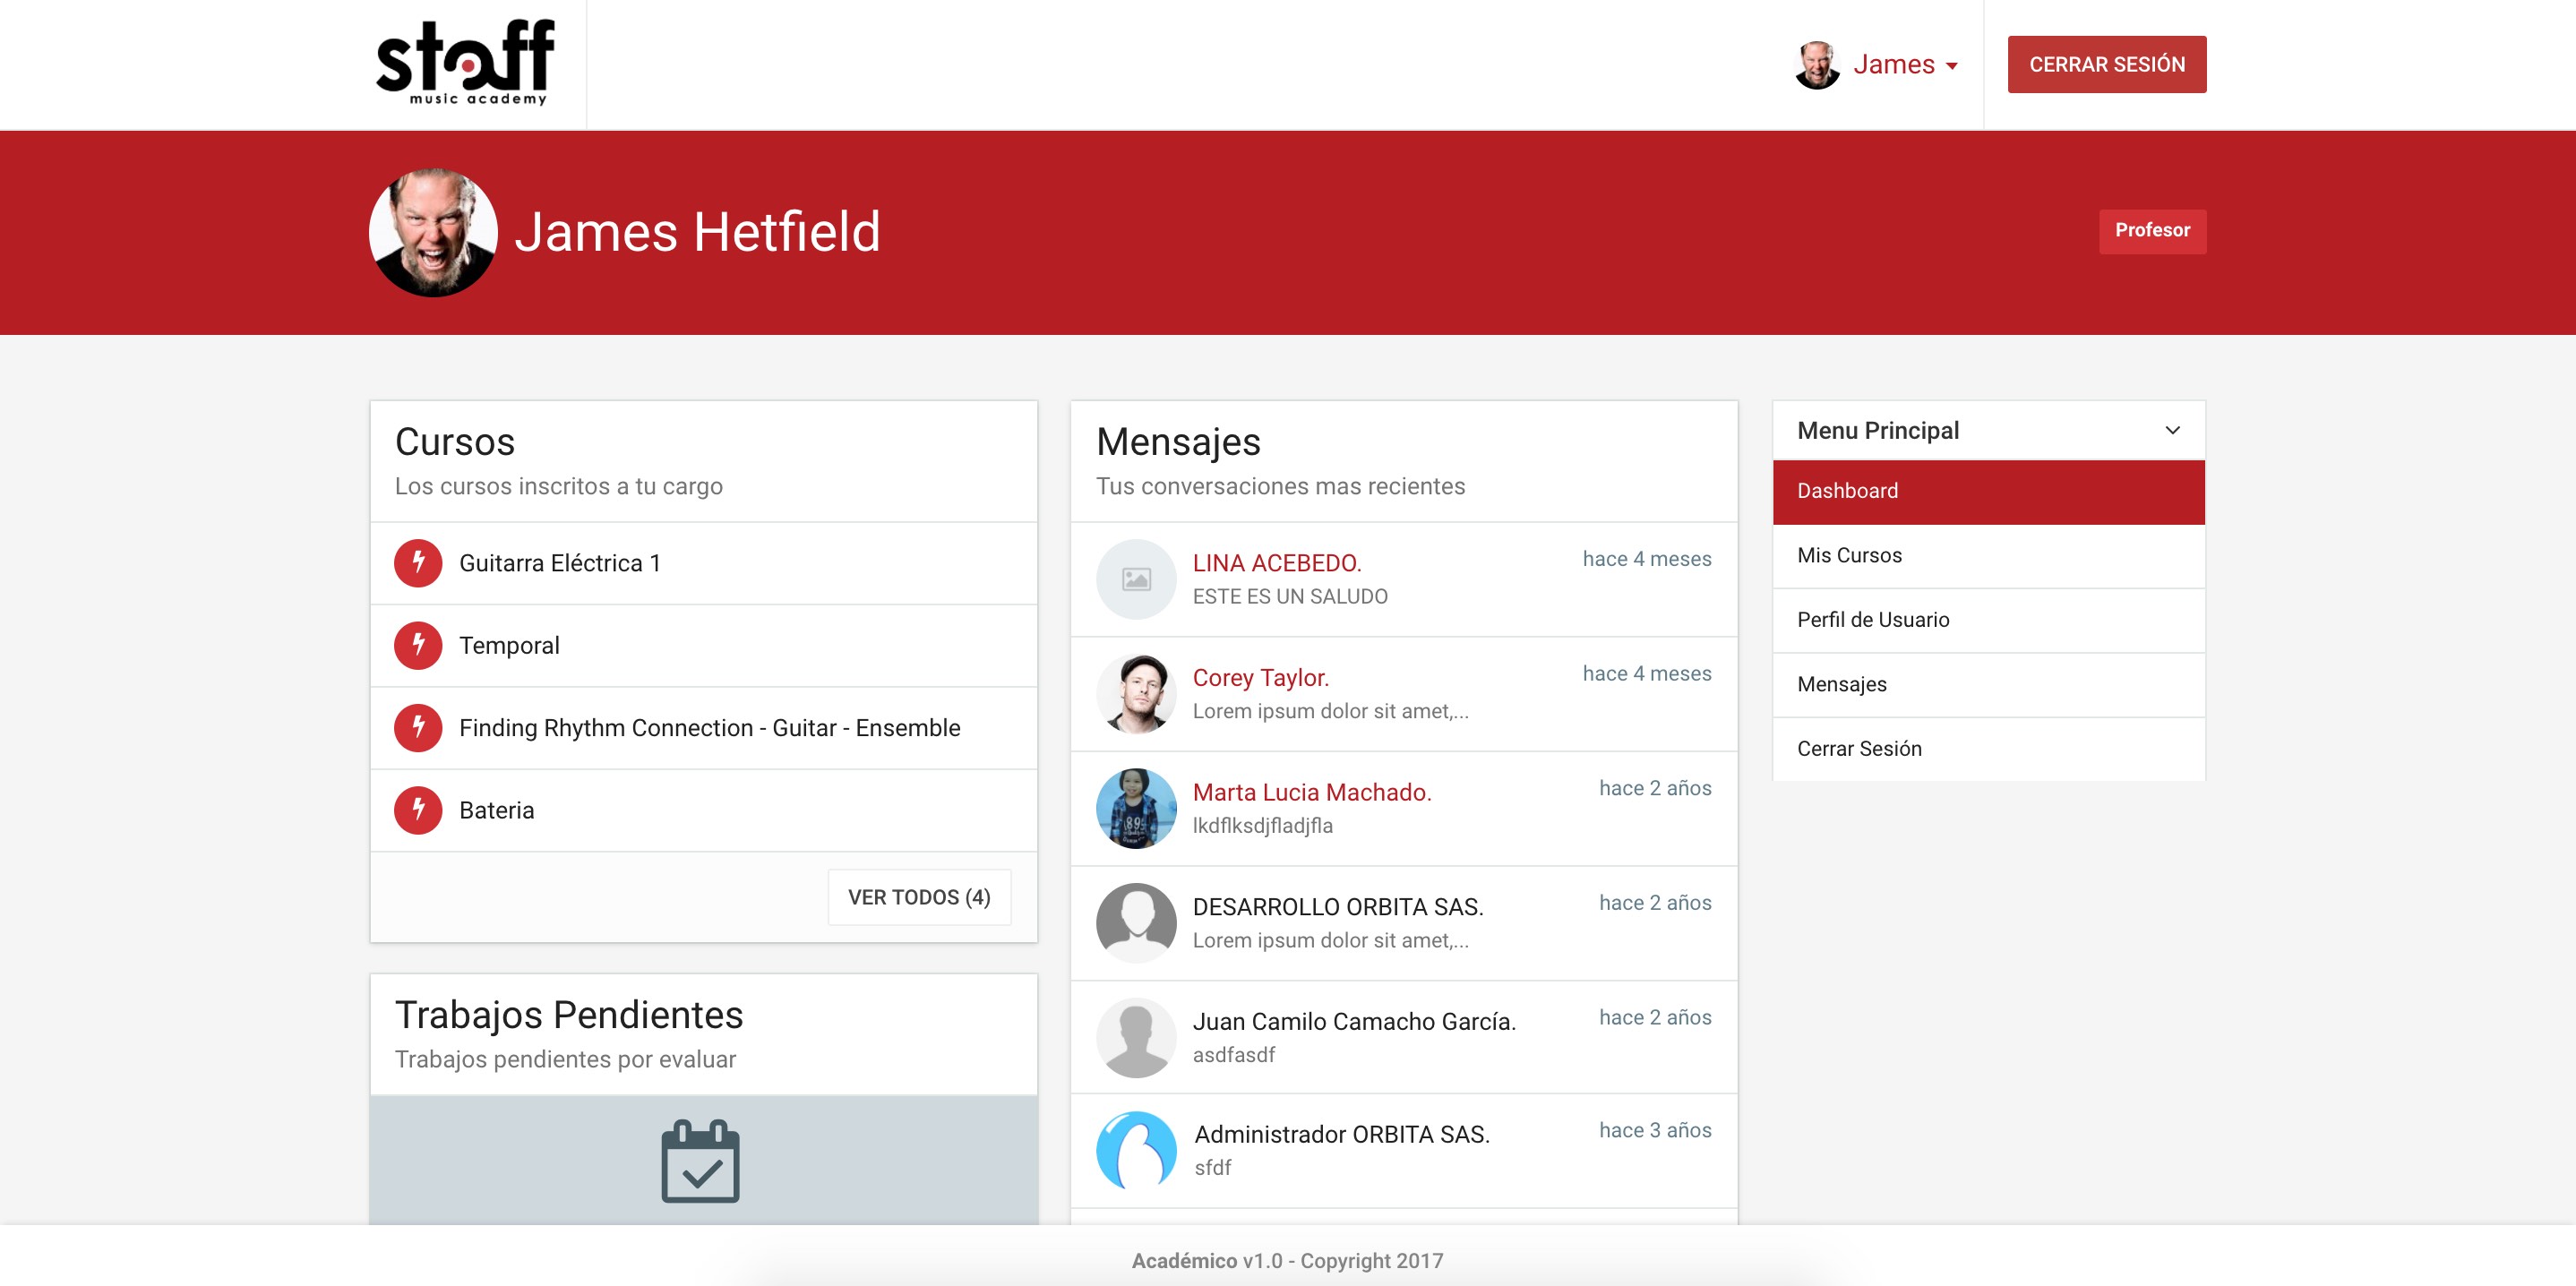 staff
music academy
James
CERRAR SESIÓN
James Hetfield
Profesor
Cursos
Los cursos inscritos a tu cargo
Guitarra Eléctrica 1
Temporal
Finding Rhythm Connection - Guitar - Ensemble
Bateria
VER TODOS (4)
Trabajos Pendientes
Trabajos pendientes por evaluar
Mensajes
Tus conversaciones mas recientes
LINA ACEBEDO.
hace 4 meses
ESTE ES UN SALUDO
Corey Taylor.
hace 4 meses
Lorem ipsum dolor sit amet,...
Marta Lucia Machado.
hace 2 años
lkdflksdjfladjfla
DESARROLLO ORBITA SAS.
hace 2 años
Lorem ipsum dolor sit amet,...
Juan Camilo Camacho García.
hace 2 años
asdfasdf
Administrador ORBITA SAS.
hace 3 años
sfdf
Menu Principal
Dashboard
Mis Cursos
Perfil de Usuario
Mensajes
Cerrar Sesión
Académico v1.0 - Copyright 2017